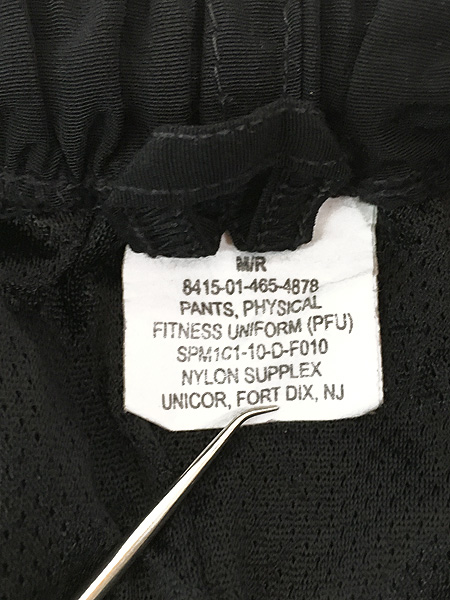 M/R
8415-01-465-4878
PANTS, PHYSICAL
FITNESS UNIFORM (PFU)
SPM1C1-10-D-F010
NYLON SUPPLEX
UNICOR, FORT DIX, NJ